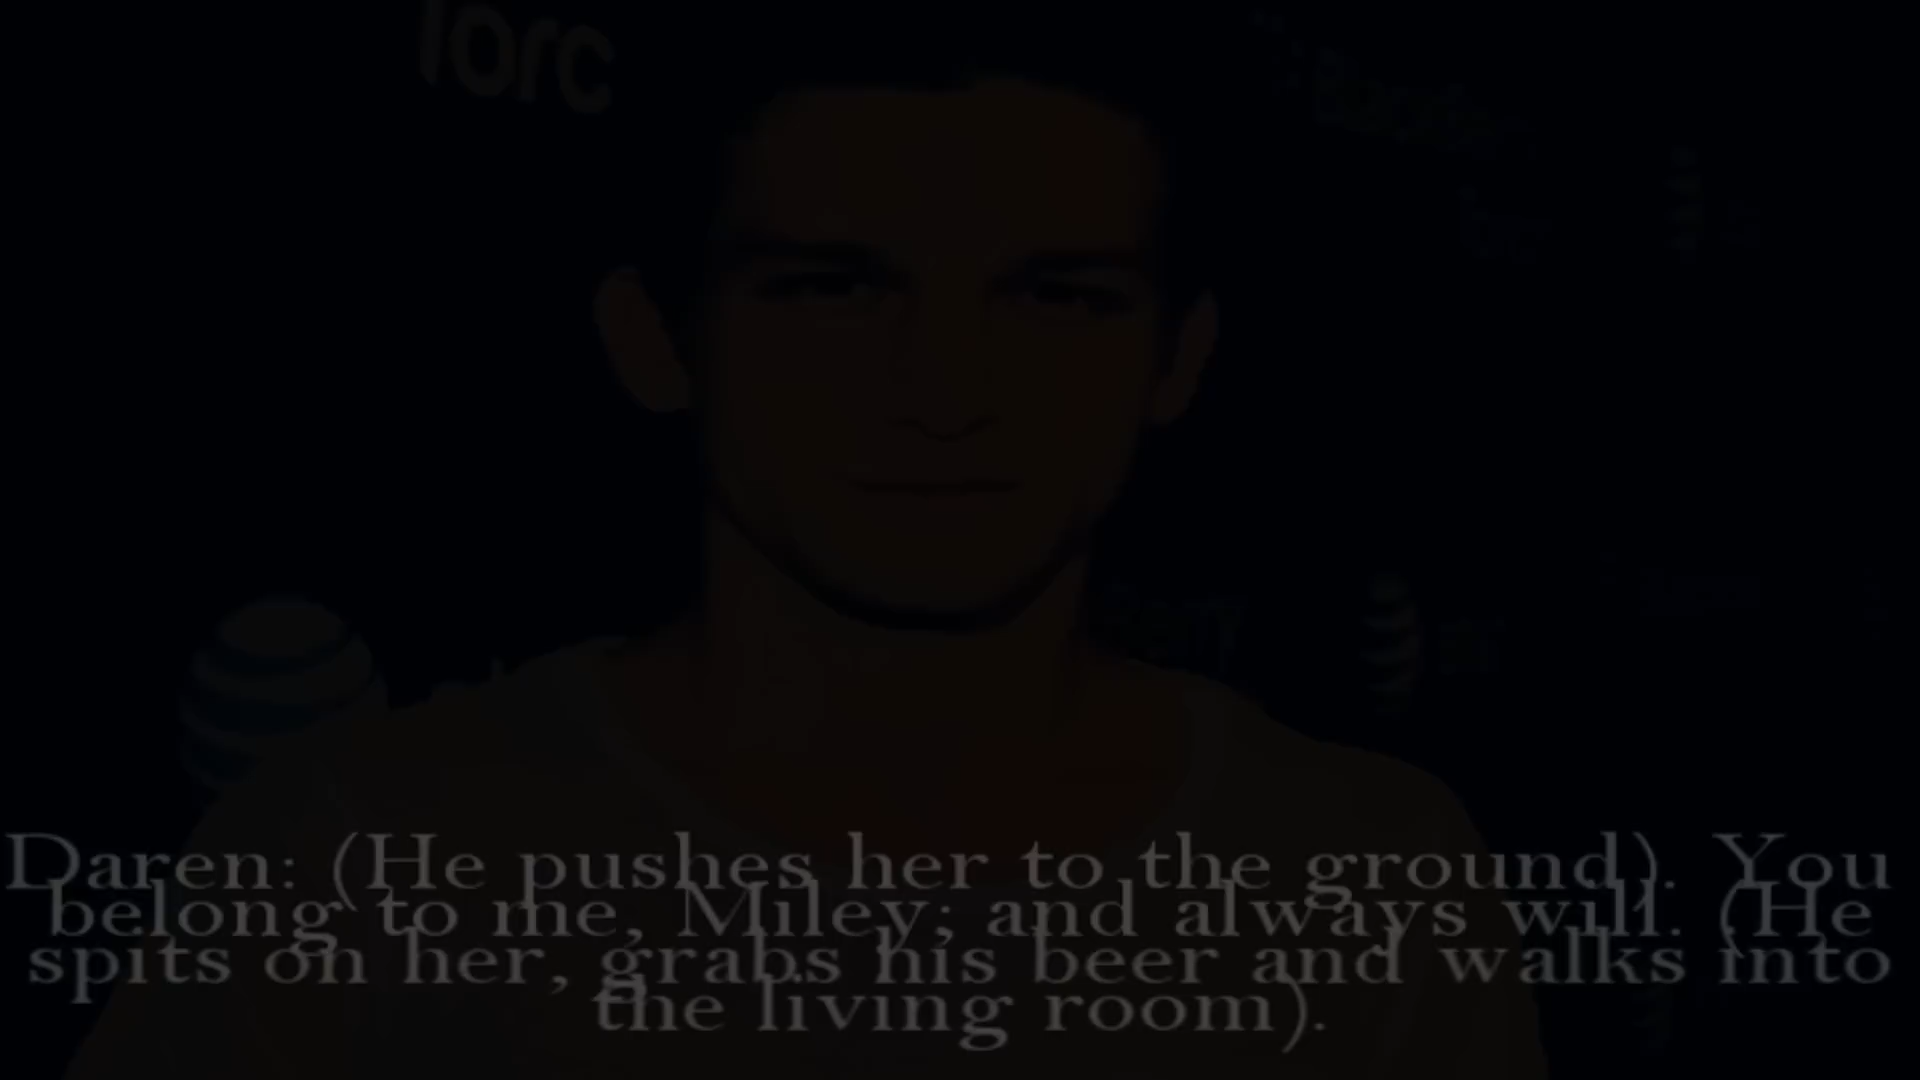 Torc
Daren: (He pushes her to the ground). You
belong to me, Miley; and always will. (He
spits on her, grabs his beer and walks into
the living room).